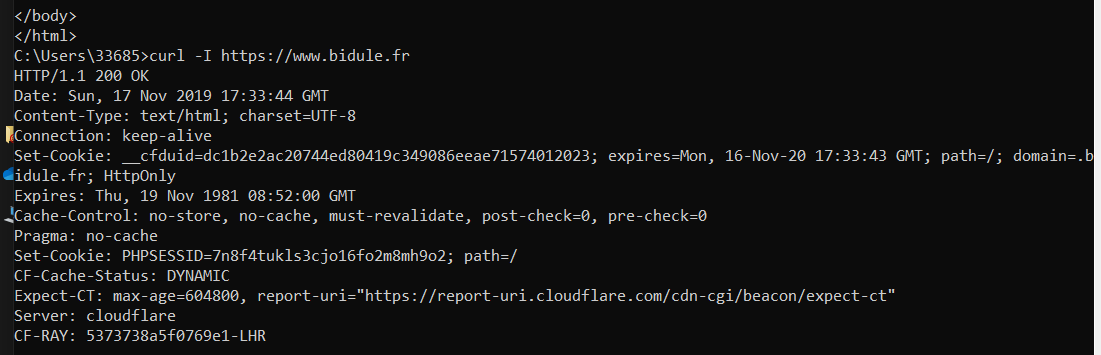 </body>
</html>
C:\Users\33685>curl -I https://www.bidule.fr
HTTP/1.1 200 OK
Date: Sun, 17 Nov 2019 17:33:44 GMT
Content-Type: text/html; charset=UTF-8
Connection: keep-alive
Set-Cookie: __cfduid=dc1b2e2ac20744ed80419c349086eeae71574012023; expires=Mon, 16-Nov-20 17:33:43 GMT; path=/; domain=.b
idule.fr; HttpOnly
Expires: Thu, 19 Nov 1981 08:52:00 GMT
Cache-Control: no-store, no-cache, must-revalidate, post-check=0, pre-check=0
Pragma: no-cache
Set-Cookie: PHPSESSID=7n8f4tukls3cjo16fo2m8mh9o2; path=/
CF-Cache-Status: DYNAMIC
Expect-CT: max-age=604800, report-uri="https://report-uri.cloudflare.com/cdn-cgi/beacon/expect-ct"
Server: cloudflare
CF-RAY: 5373738a5f0769e1-LHR